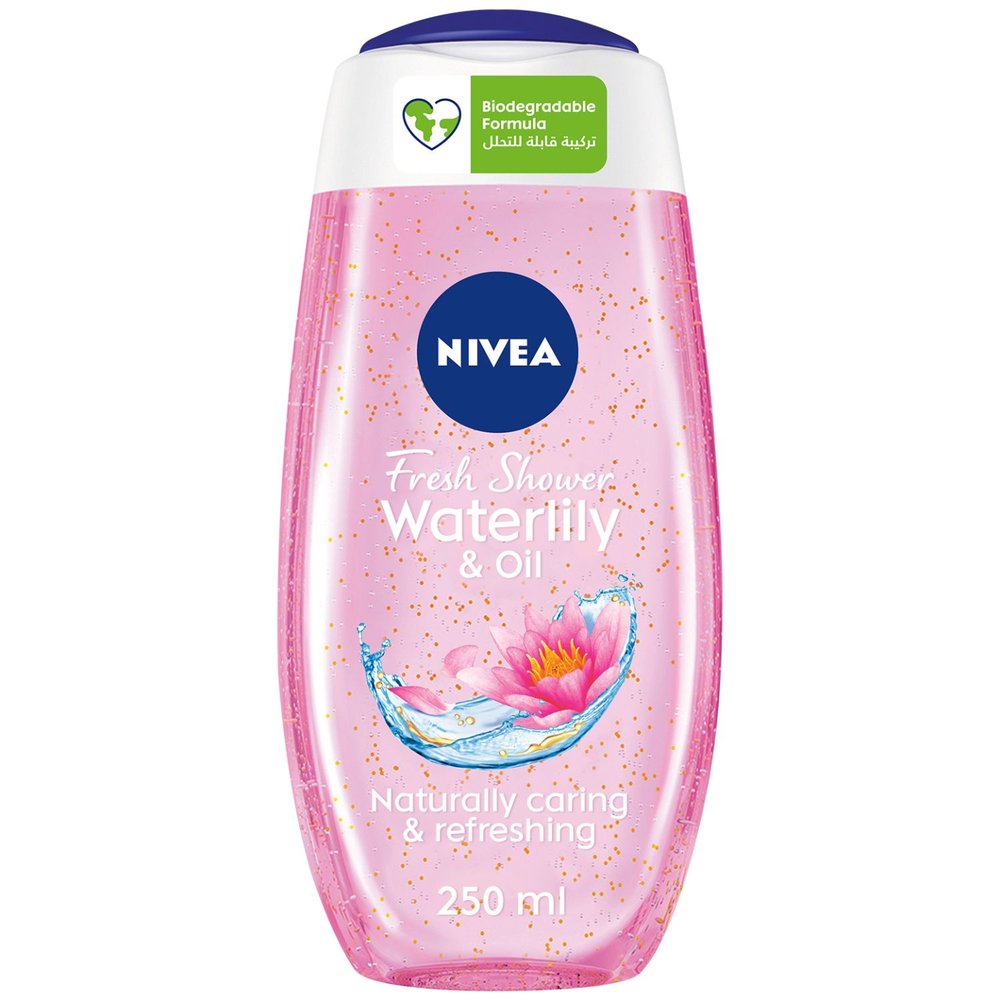 Biodegradable
Formula
تركيبة قابلة للتحلل
NIVEA
Fresh Shower
Waterlily
& Oil
Naturally caring
& refreshing
250 ml